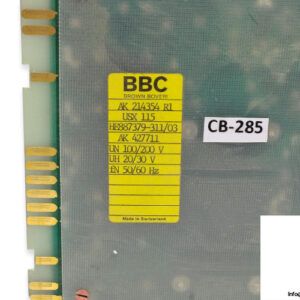 BBC
BROWN BOVERI
AK 214354 R1
USX 115
HE887379-311/03
AK 427711
UN 100/200 V
UH 20/30 V
fN 50/60 Hz
Made in Switzerland
CB-285